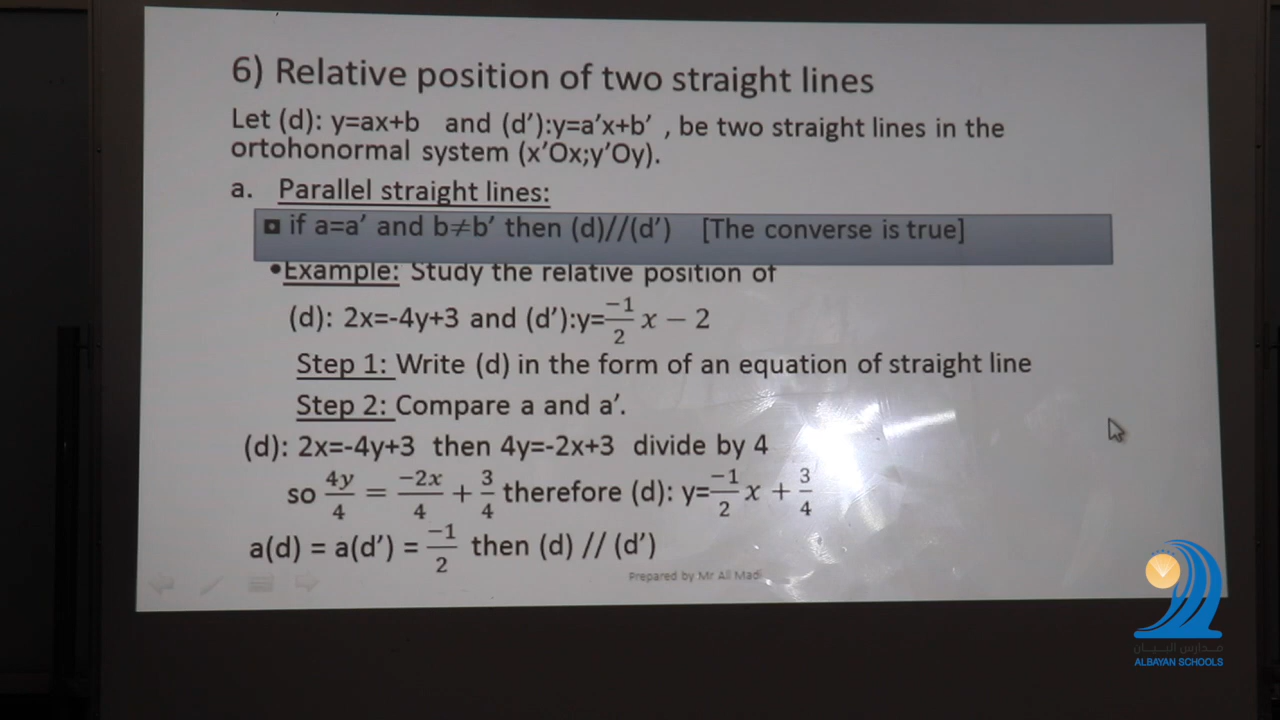 6) Relative position of two straight lines
Let (d): y=ax+b and (d’):y=a’x+b’ , be two straight lines in the
ortohonormal system (x’Ox;y’Oy).
a. Parallel straight lines:
if a=a’ and b≠b’ then (d)//(d’) [The converse is true]
•Example: Study the relative position of
(d): 2x=-4y+3 and (d’):y=-1/2 x − 2
Step 1: Write (d) in the form of an equation of straight line
Step 2: Compare a and a’.
(d): 2x=-4y+3 then 4y=-2x+3 divide by 4
so 4y/4 = -2x/4 + 3/4 therefore (d): y=-1/2 x + 3/4
a(d) = a(d’) = -1/2 then (d) // (d’)
Prepared by Mr Ali Madi
مدارس البيان
ALBAYAN SCHOOLS